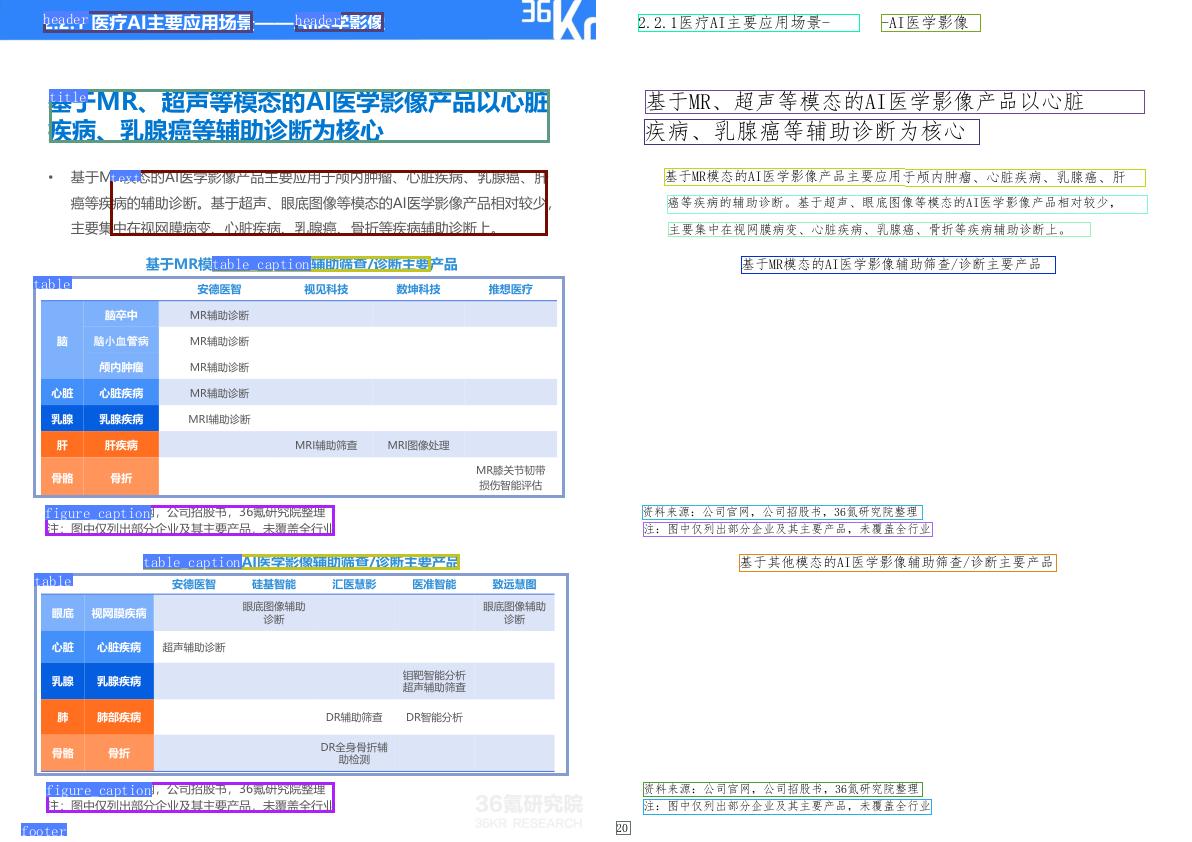 header
header
2.2.1 医疗AI主要应用场景——AI医学影像
36Kr
title
基于MR、超声等模态的AI医学影像产品以心脏
疾病、乳腺癌等辅助诊断为核心
text
• 基于MR模态的AI医学影像产品主要应用于颅内肿瘤、心脏疾病、乳腺癌、肝
癌等疾病的辅助诊断。基于超声、眼底图像等模态的AI医学影像产品相对较少,
主要集中在视网膜病变、心脏疾病、乳腺癌、骨折等疾病辅助诊断上。
table_caption
基于MR模 辅助筛查/诊断主要产品
table
安德医智 视见科技 数坤科技 推想医疗
脑 脑卒中 MR辅助诊断
脑小血管病 MR辅助诊断
颅内肿瘤 MR辅助诊断
心脏 心脏疾病 MR辅助诊断
乳腺 乳腺疾病 MRI辅助诊断
肝 肝疾病 MRI辅助筛查 MRI图像处理
骨骼 骨折 MR膝关节韧带
损伤智能评估
figure_caption
,公司招股书,36氪研究院整理
注:图中仅列出部分企业及其主要产品,未覆盖全行业
table_caption
AI医学影像辅助筛查/诊断主要产品
table
安德医智 硅基智能 汇医慧影 医准智能 致远慧图
眼底 视网膜疾病 眼底图像辅助
诊断 眼底图像辅助
诊断
心脏 心脏疾病 超声辅助诊断
乳腺 乳腺疾病 钼靶智能分析
超声辅助筛查
肺 肺部疾病 DR辅助筛查 DR智能分析
骨骼 骨折 DR全身骨折辅
助检测
figure_caption
,公司招股书,36氪研究院整理
注:图中仅列出部分企业及其主要产品,未覆盖全行业
36氪研究院
36KR RESEARCH
footer
2.2.1医疗AI主要应用场景-
-AI医学影像
基于MR、超声等模态的AI医学影像产品以心脏
疾病、乳腺癌等辅助诊断为核心
基于MR模态的AI医学影像产品主要应用于颅内肿瘤、心脏疾病、乳腺癌、肝
癌等疾病的辅助诊断。基于超声、眼底图像等模态的AI医学影像产品相对较少,
主要集中在视网膜病变、心脏疾病、乳腺癌、骨折等疾病辅助诊断上。
基于MR模态的AI医学影像辅助筛查/诊断主要产品
资料来源:公司官网,公司招股书,36氪研究院整理
注:图中仅列出部分企业及其主要产品,未覆盖全行业
基于其他模态的AI医学影像辅助筛查/诊断主要产品
资料来源:公司官网,公司招股书,36氪研究院整理
注:图中仅列出部分企业及其主要产品,未覆盖全行业
20